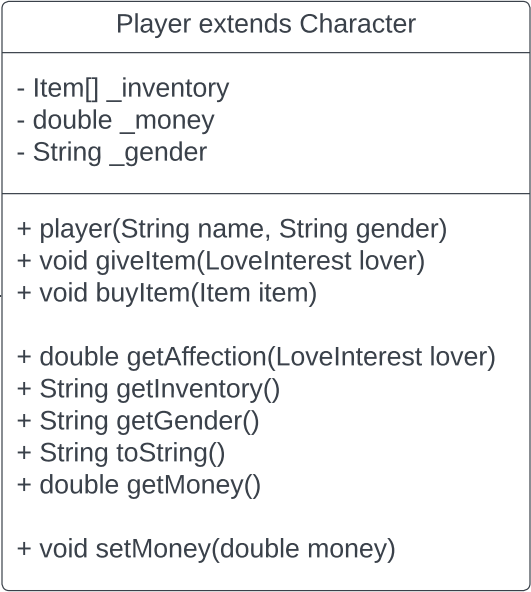 Player extends Character
- Item[] _inventory
- double _money
- String _gender
+ player(String name, String gender)
+ void giveItem(LoveInterest lover)
+ void buyItem(Item item)
+ double getAffection(LoveInterest lover)
+ String getInventory()
+ String getGender()
+ String toString()
+ double getMoney()
+ void setMoney(double money)